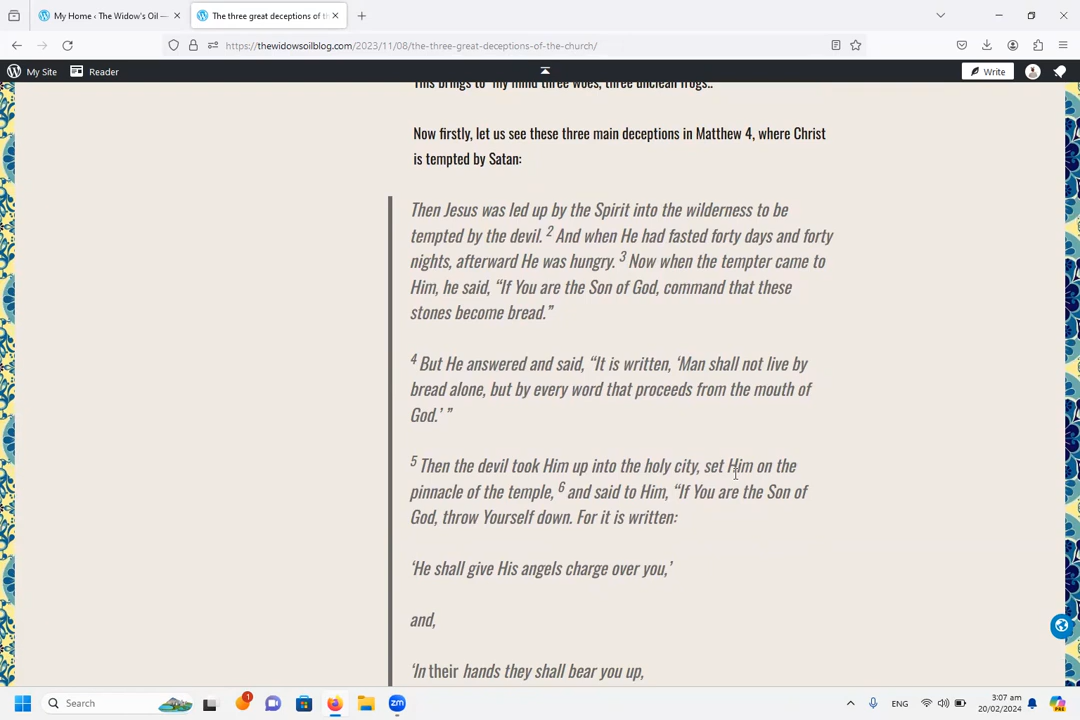 My Home ‹ The Widow's Oil —
The three great deceptions of t
https://thewidowsoilblog.com/2023/11/08/the-three-great-deceptions-of-the-church/
My Site
Reader
Write
This brings to my mind three woes, three unclean frogs..
Now firstly, let us see these three main deceptions in Matthew 4, where Christ
is tempted by Satan:
Then Jesus was led up by the Spirit into the wilderness to be
tempted by the devil. 2 And when He had fasted forty days and forty
nights, afterward He was hungry. 3 Now when the tempter came to
Him, he said, “If You are the Son of God, command that these
stones become bread.”
4 But He answered and said, “It is written, ‘Man shall not live by
bread alone, but by every word that proceeds from the mouth of
God.’ ”
5 Then the devil took Him up into the holy city, set Him on the
pinnacle of the temple, 6 and said to Him, “If You are the Son of
God, throw Yourself down. For it is written:
‘He shall give His angels charge over you,’
and,
‘In their hands they shall bear you up,
Search
1
zm
ENG
3:07 am
20/02/2024
PRE